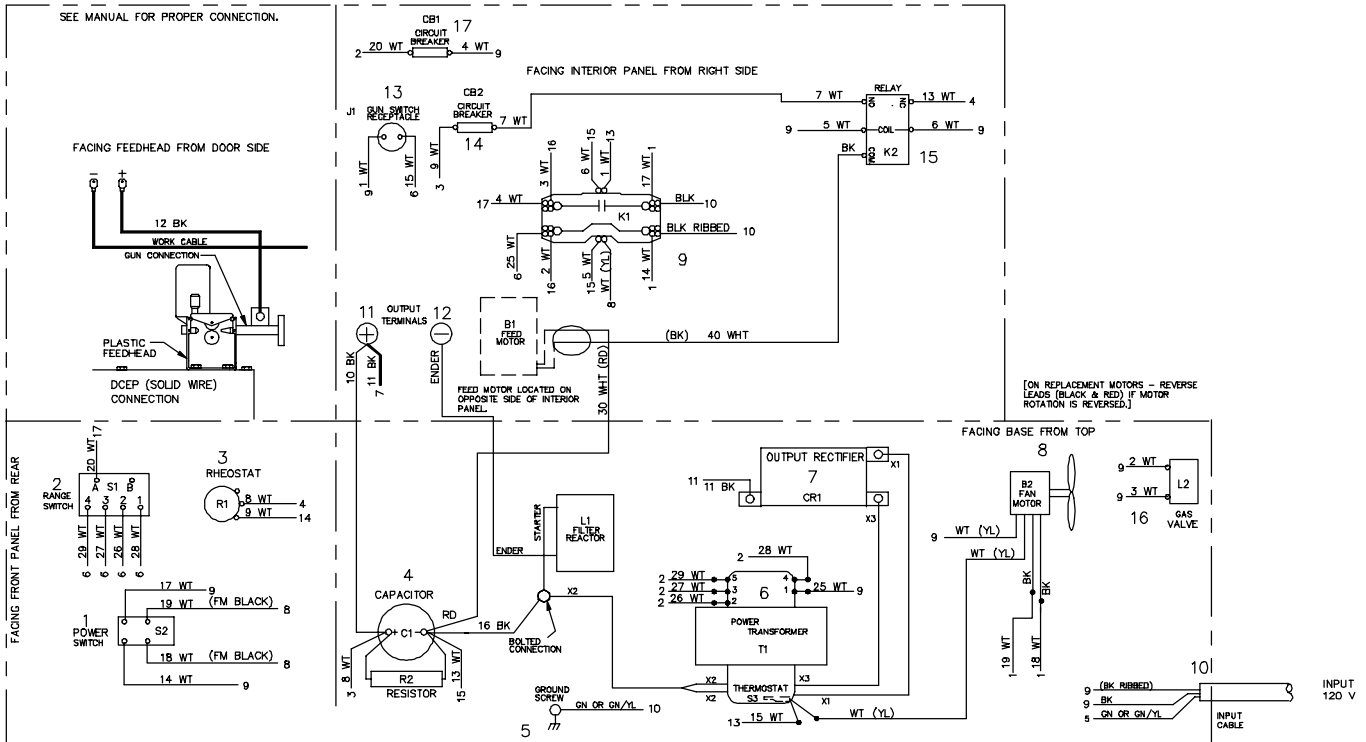 SEE MANUAL FOR PROPER CONNECTION.
FACING FEEDHEAD FROM DOOR SIDE
- +
12 BK
WORK CABLE
GUN CONNECTION
PLASTIC
FEEDHEAD
DCEP (SOLID WIRE)
CONNECTION
CB1
CIRCUIT
BREAKER
17
2 20 WT
4 WT 9
FACING INTERIOR PANEL FROM RIGHT SIDE
13
J1 GUN SWITCH
RECEPTACLE
9 1 WT
6 15 WT
CB2
CIRCUIT
BREAKER
14
7 WT
3 9 WT
RELAY
7 WT
NO
NC
13 WT 4
9 5 WT
COIL
6 WT 9
BK
COM
K2
15
3 WT 16
6 WT 15
1 WT 13
17 WT 1
17 4 WT
BLK 10
K1
BLK RIBBED 10
6 25 WT
16 2 WT
15 5 WT
8 WT (YL)
1 14 WT
9
11
OUTPUT
TERMINALS
12
+
-
10 BK
11 BK
7
ENDER
B1
FEED
MOTOR
(BK) 40 WHT
30 WHT (RD)
FEED MOTOR LOCATED ON
OPPOSITE SIDE OF INTERIOR
PANEL.
[ON REPLACEMENT MOTORS - REVERSE
LEADS (BLACK & RED) IF MOTOR
ROTATION IS REVERSED.]
FACING FRONT PANEL FROM REAR
20 WT 17
2
RANGE
SWITCH
A S1 B
4 3 2 1
29 WT
27 WT
26 WT
28 WT
6 6 6 6
3
RHEOSTAT
R1
8 WT 4
9 WT 14
1
POWER
SWITCH
S2
17 WT 9
19 WT (FM BLACK) 8
18 WT (FM BLACK) 8
14 WT 9
4
CAPACITOR
+ C1 -
RD
16 BK
3 8 WT
15 13 WT
R2
RESISTOR
STARTER
ENDER
L1
FILTER
REACTOR
X2
BOLTED
CONNECTION
5
GROUND
SCREW
GN OR GN/YL 10
OUTPUT RECTIFIER
7
CR1
11
11 BK
X1
X3
2 28 WT
2 29 WT
2 27 WT
2 26 WT
5
3
2
4
1
6
25 WT 9
POWER
TRANSFORMER
T1
X2
X2
THERMOSTAT
S3
X3
X1
13 15 WT
WT (YL)
FACING BASE FROM TOP
8
B2
FAN
MOTOR
9 WT (YL)
WT (YL)
BK
BK
1 19 WT
1 18 WT
9 2 WT
9 3 WT
L2
16
GAS
VALVE
10
9 (BK RIBBED)
9 BK
5 GN OR GN/YL
INPUT
CABLE
INPUT
120 V